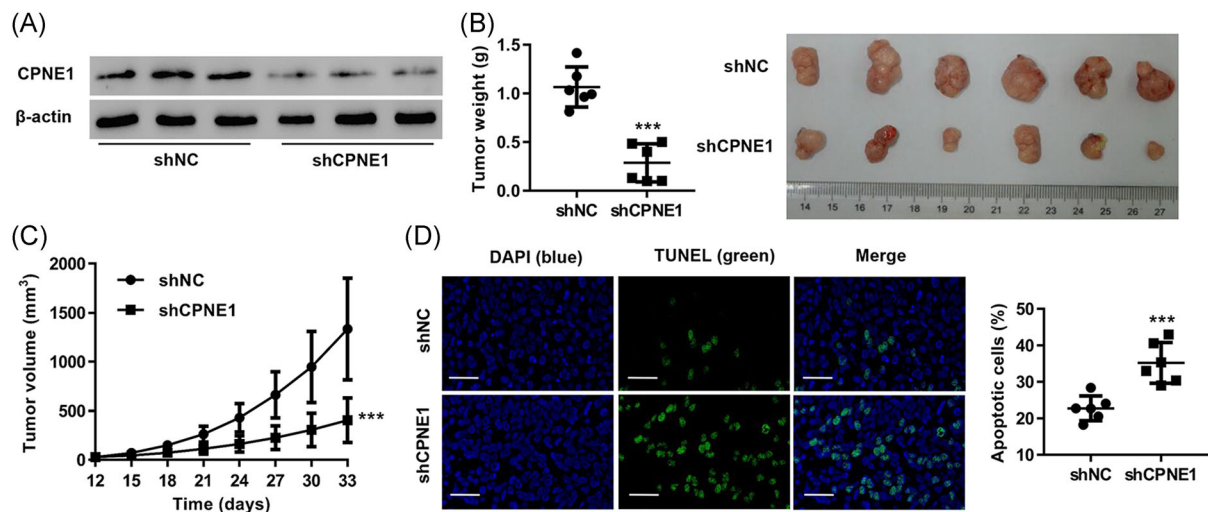 (A)
CPNE1
β-actin
shNC
shCPNE1
(B)
Tumor weight (g)
1.5
1.0
0.5
0.0
***
shNC
shCPNE1
shNC
shCPNE1
14 15 16 17 18 19 20 21 22 23 24 25 26 27
(C)
Tumor volume (mm³)
2000
1500
1000
500
0
shNC
shCPNE1
***
12 15 18 21 24 27 30 33
Time (days)
(D)
DAPI (blue)
TUNEL (green)
Merge
shNC
shCPNE1
Apoptotic cells (%)
50
40
30
20
10
***
shNC
shCPNE1